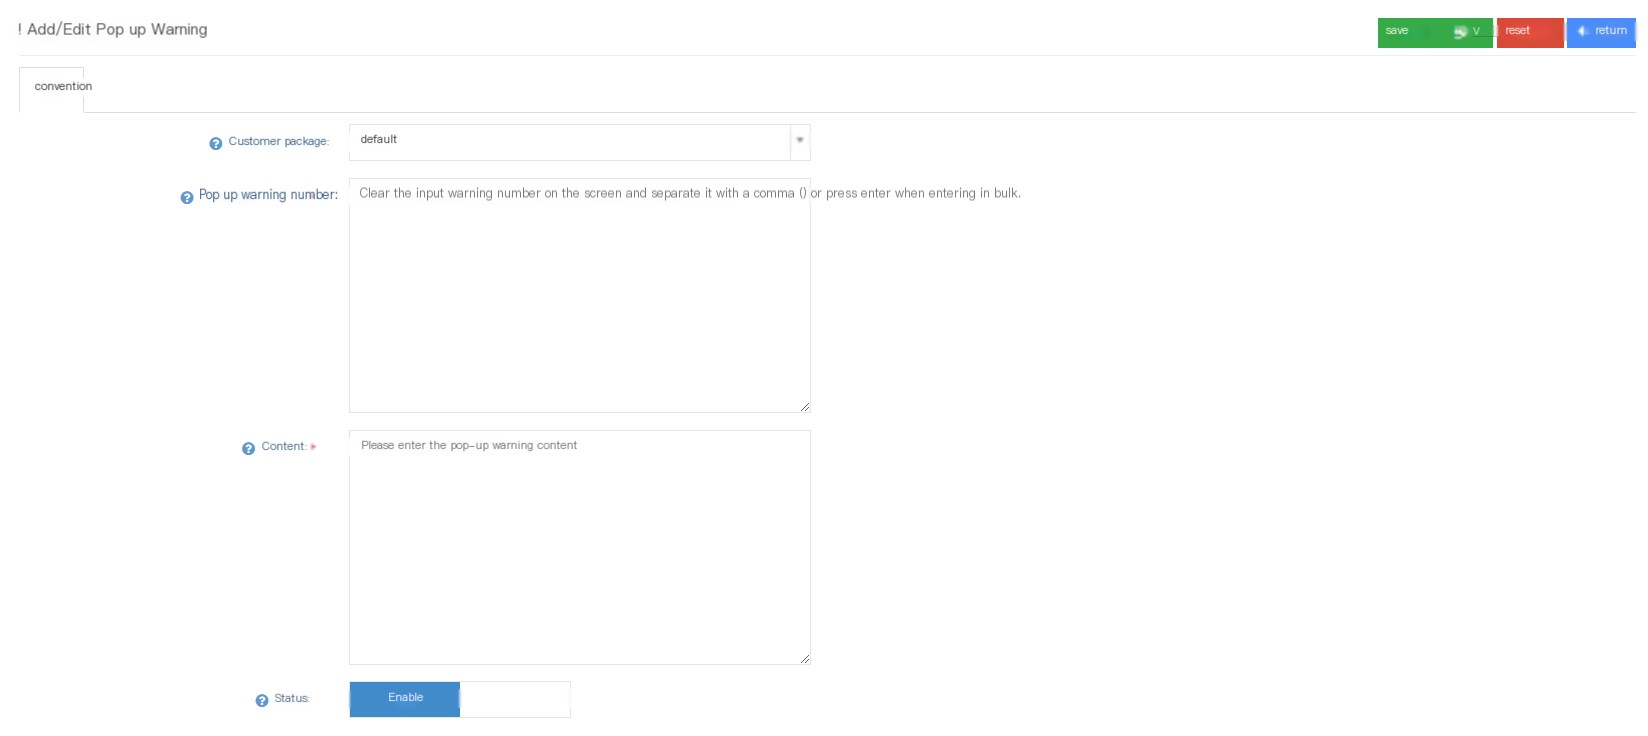 ! Add/Edit Pop up Warning
save
reset
return
convention
Customer package:
default
Pop up warning number:
Clear the input warning number on the screen and separate it with a comma () or press enter when entering in bulk.
Content: *
Please enter the pop-up warning content
Status:
Enable